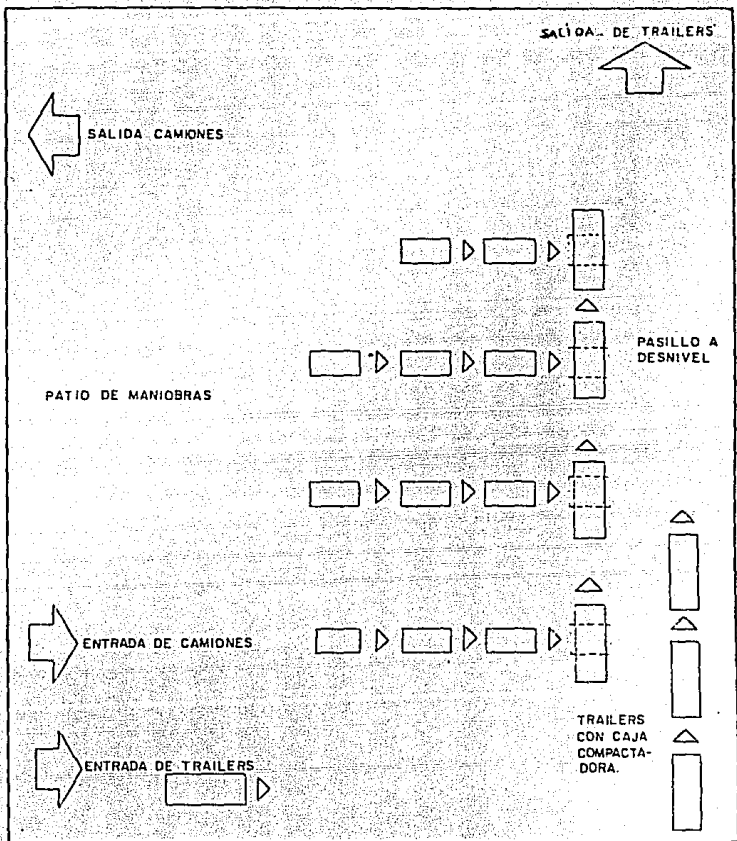 SALIDA DE TRAILERS
SALIDA CAMIONES
PASILLO A
DESNIVEL
PATIO DE MANIOBRAS
ENTRADA DE CAMIONES
TRAILERS
CON CAJA
COMPACTA-
DORA.
ENTRADA DE TRAILERS